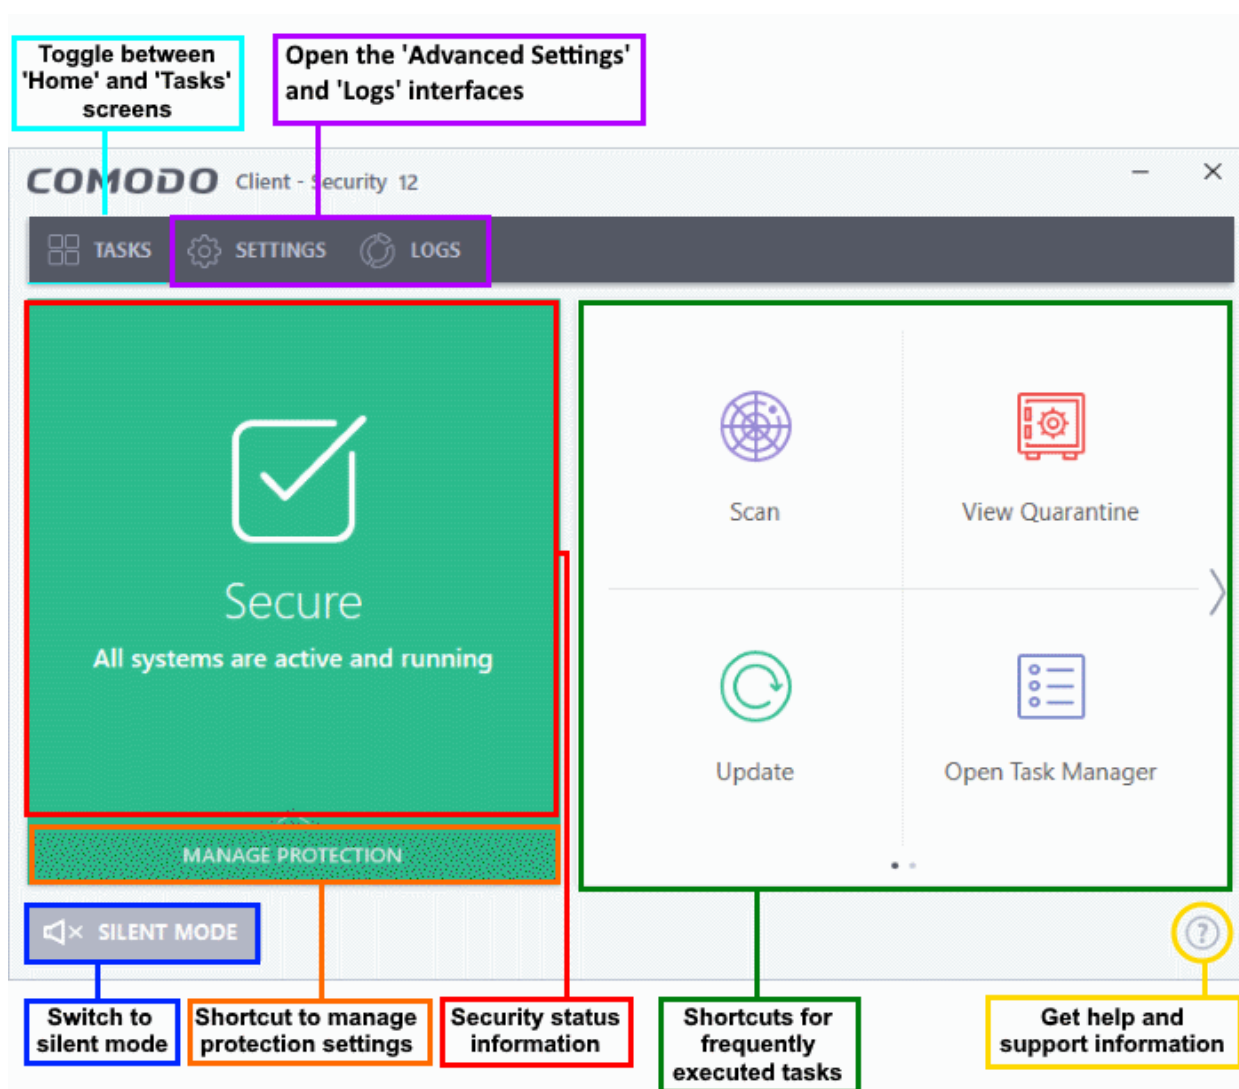 Toggle between
'Home' and 'Tasks'
screens
Open the 'Advanced Settings'
and 'Logs' interfaces
COMODO Client - Security 12
TASKS SETTINGS LOGS
Secure
All systems are active and running
MANAGE PROTECTION
Scan
View Quarantine
Update
Open Task Manager
SILENT MODE
?
Switch to
silent mode
Shortcut to manage
protection settings
Security status
information
Shortcuts for
frequently
executed tasks
Get help and
support information